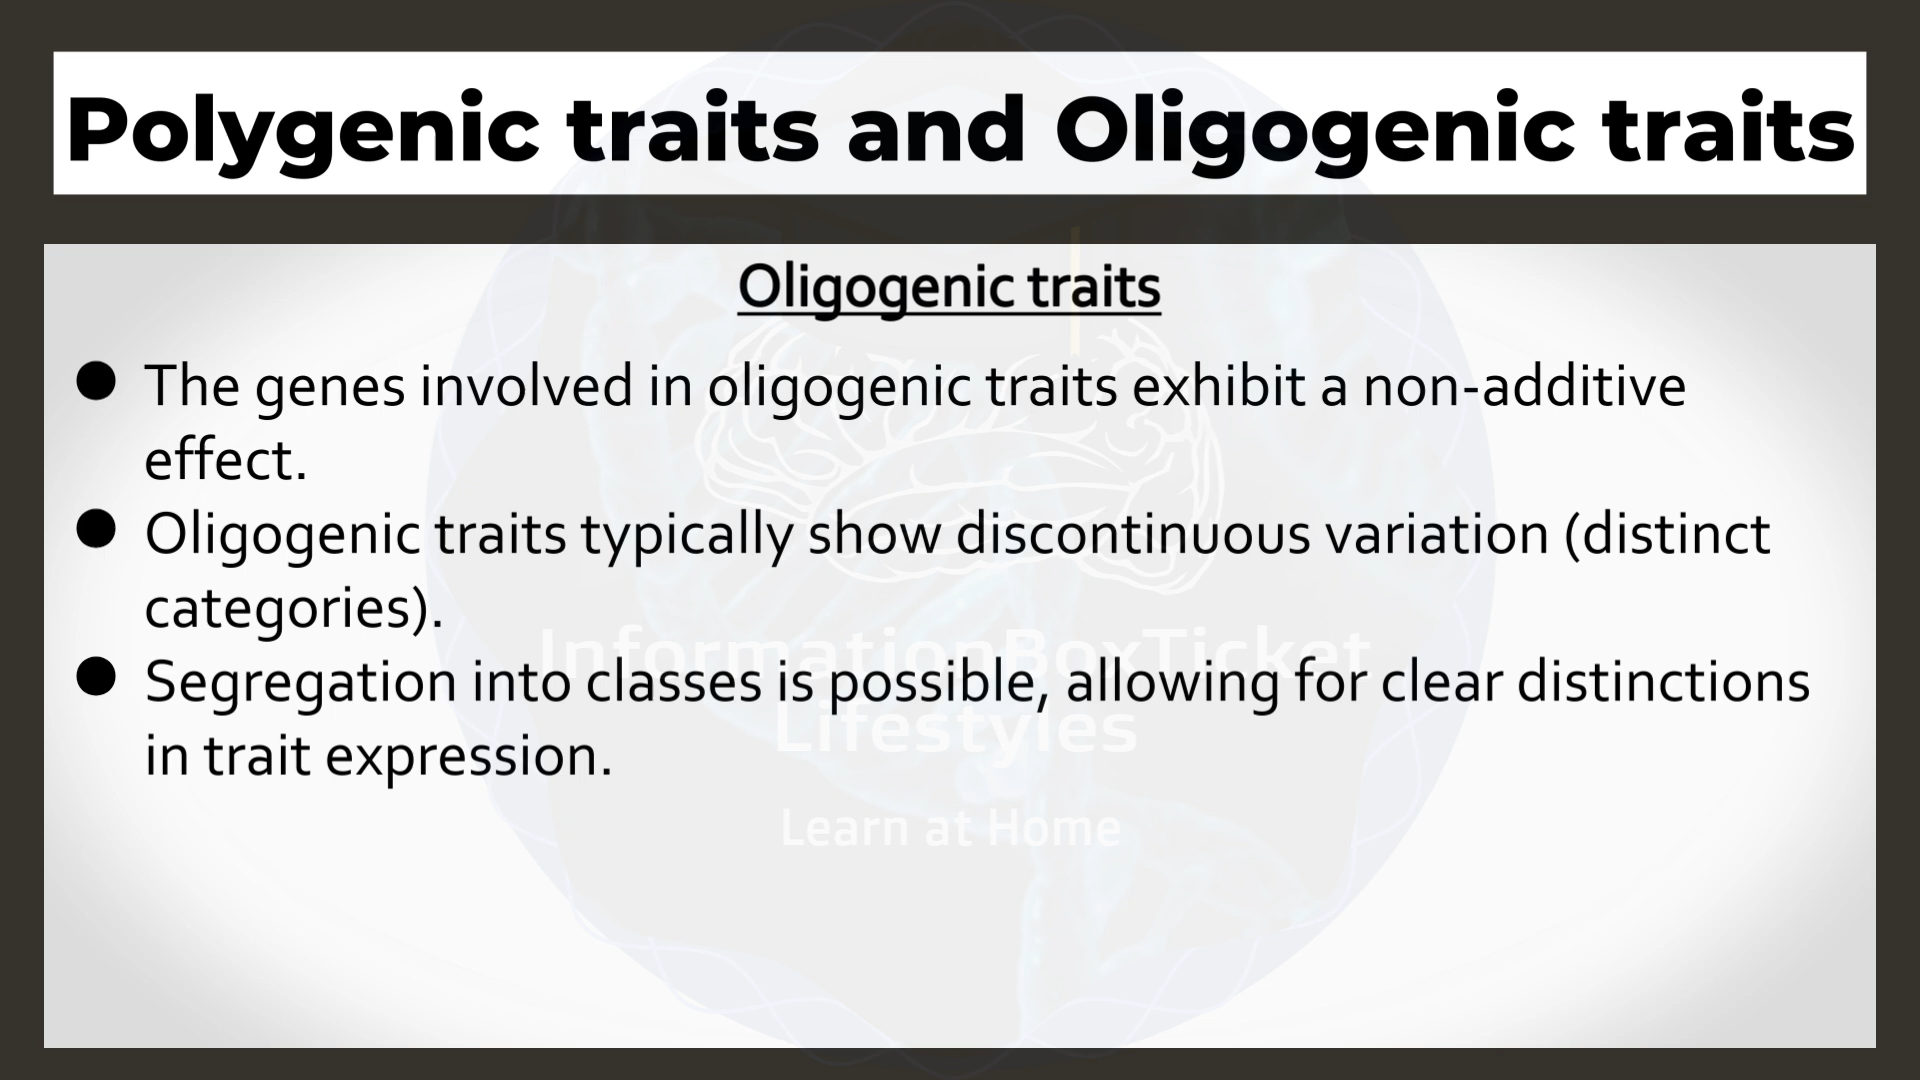 Polygenic traits and Oligogenic traits
Oligogenic traits
● The genes involved in oligogenic traits exhibit a non-additive
effect.
● Oligogenic traits typically show discontinuous variation (distinct
categories).
● Segregation into classes is possible, allowing for clear distinctions
in trait expression.
InformationBoxTicket
Lifestyles
Learn at Home